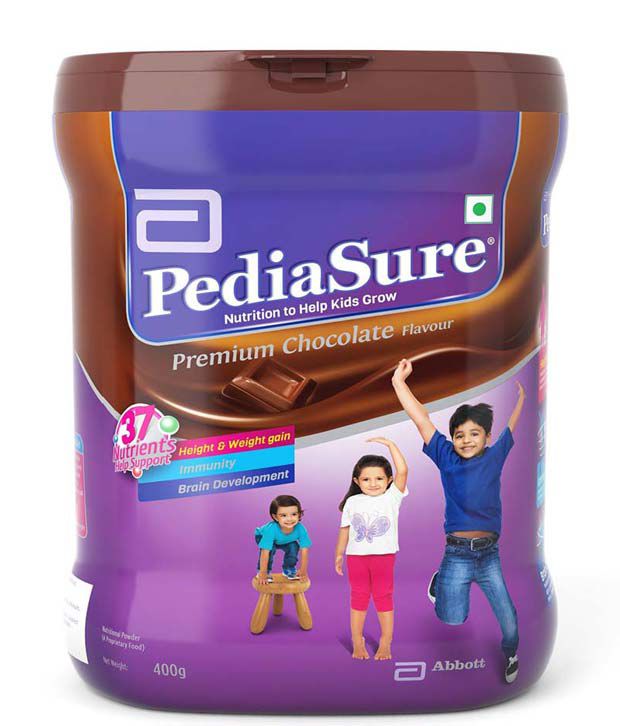 PediaSure®
Nutrition to Help Kids Grow
Premium Chocolate Flavour
37
Nutrients
Help Support
Height & Weight gain
Immunity
Brain Development
Nutritional Powder
(A Proprietary Food)
Net Weight: 400g
Abbott